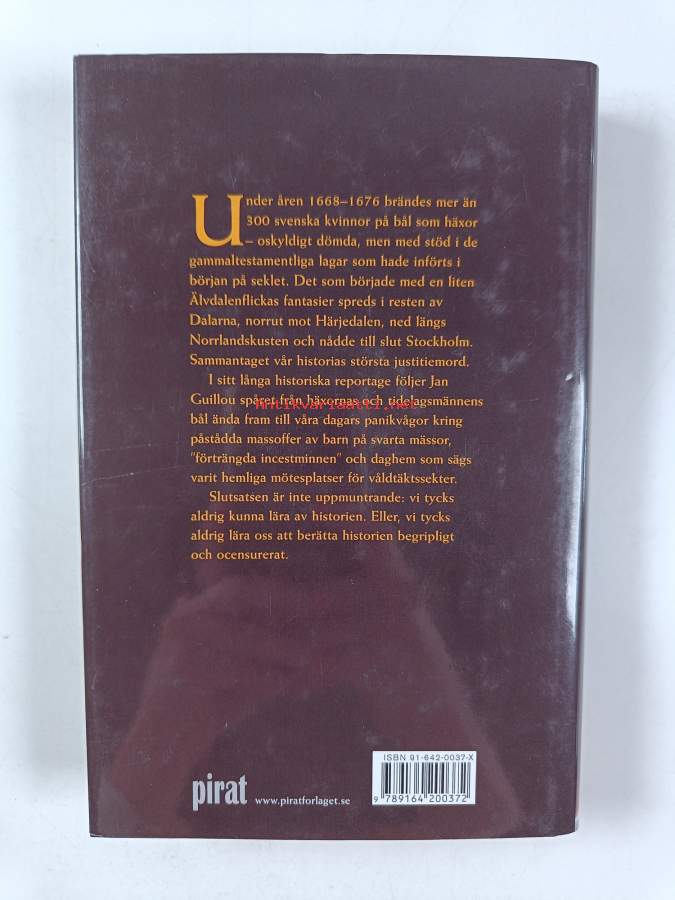 Under åren 1668–1676 brändes mer än
300 svenska kvinnor på bål som häxor
– oskyldigt dömda, men med stöd i de
gammaltestamentliga lagar som hade införts i
början på seklet. Det som började med en liten
Älvdalenflickas fantasier spreds i resten av
Dalarna, norrut mot Härjedalen, ned längs
Norrlandskusten och nådde till slut Stockholm.
Sammantaget vår historias största justitiemord.
I sitt långa historiska reportage följer Jan
Guillou spåret från häxornas och tidelagsmännens
Antikvariaatti.net
bål ända fram till våra dagars panikvågor kring
påstådda massoffer av barn på svarta mässor,
"förträngda incestminnen" och daghem som sägs
varit hemliga mötesplatser för våldtäktssekter.
Slutsatsen är inte uppmuntrande: vi tycks
aldrig kunna lära av historien. Eller, vi tycks
aldrig lära oss att berätta historien begripligt
och ocensurerat.
ISBN 91-642-0037-X
9 789164 200372
pirat www.piratforlaget.se